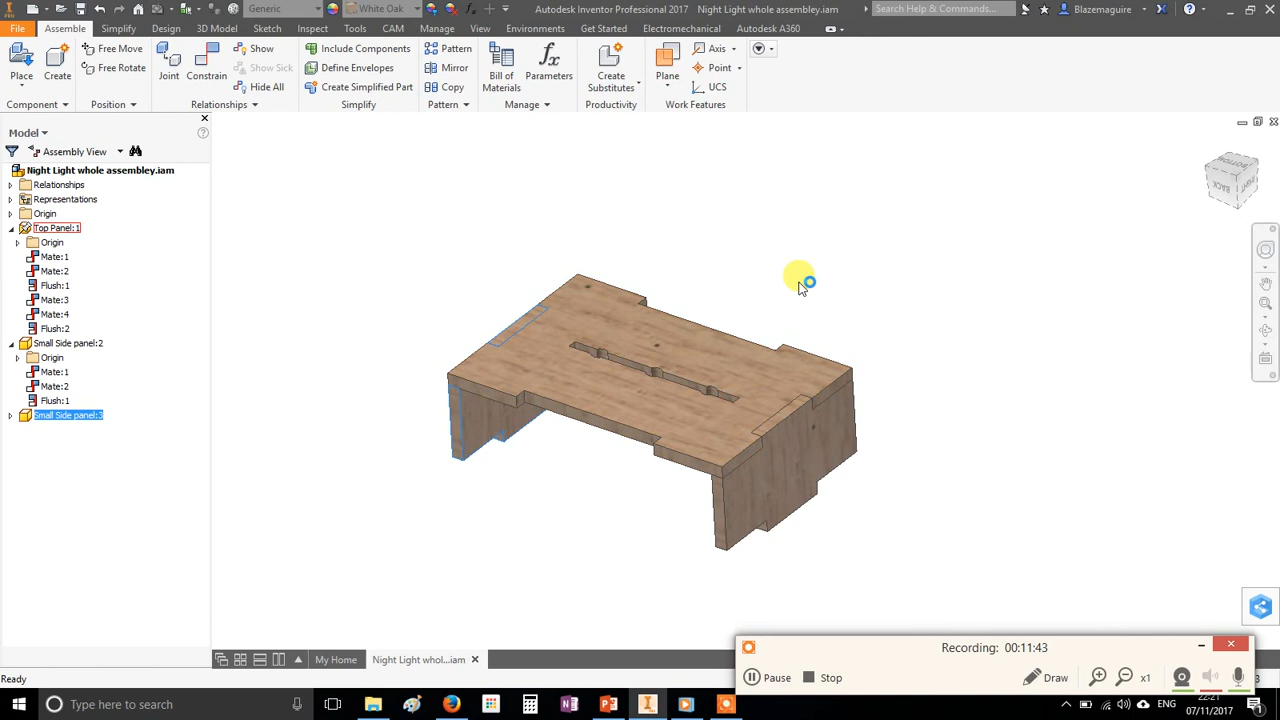 Generic
White Oak
Autodesk Inventor Professional 2017 Night Light whole assembley.iam
Search Help & Commands...
Blazemaguire
File Assemble Simplify Design 3D Model Sketch Inspect Tools CAM Manage View Environments Get Started Electromechanical Autodesk A360
Place
Create
Free Move
Free Rotate
Joint
Constrain
Show
Show Sick
Hide All
Include Components
Define Envelopes
Create Simplified Part
Pattern
Mirror
Copy
Bill of Materials
Parameters
Create Substitutes
Plane
Axis
Point
UCS
Component Position Relationships Simplify Pattern Manage Productivity Work Features
Model
Assembly View
Night Light whole assembley.iam
Relationships
Representations
Origin
Top Panel:1
Origin
Mate:1
Mate:2
Flush:1
Mate:3
Mate:4
Flush:2
Small Side panel:2
Origin
Mate:1
Mate:2
Flush:1
Small Side panel:3
BOTTOM
BACK
My Home
Night Light whol...iam
Ready
Recording: 00:11:43
Pause
Stop
Draw
x1
Type here to search
ENG
22:21
07/11/2017